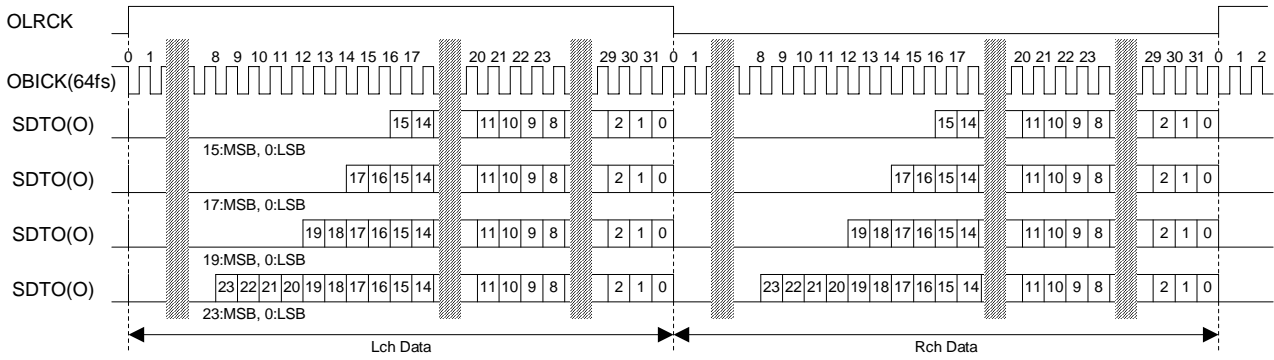 OLRCK
0 1 8 9 10 11 12 13 14 15 16 17 20 21 22 23 29 30 31 0 1 8 9 10 11 12 13 14 15 16 17 20 21 22 23 29 30 31 0 1 2
OBICK(64fs)
SDTO(O) 15 14 11 10 9 8 2 1 0 15 14 11 10 9 8 2 1 0
15:MSB, 0:LSB
SDTO(O) 17 16 15 14 11 10 9 8 2 1 0 17 16 15 14 11 10 9 8 2 1 0
17:MSB, 0:LSB
SDTO(O) 19 18 17 16 15 14 11 10 9 8 2 1 0 19 18 17 16 15 14 11 10 9 8 2 1 0
19:MSB, 0:LSB
SDTO(O) 23 22 21 20 19 18 17 16 15 14 11 10 9 8 2 1 0 23 22 21 20 19 18 17 16 15 14 11 10 9 8 2 1 0
23:MSB, 0:LSB
Lch Data Rch Data